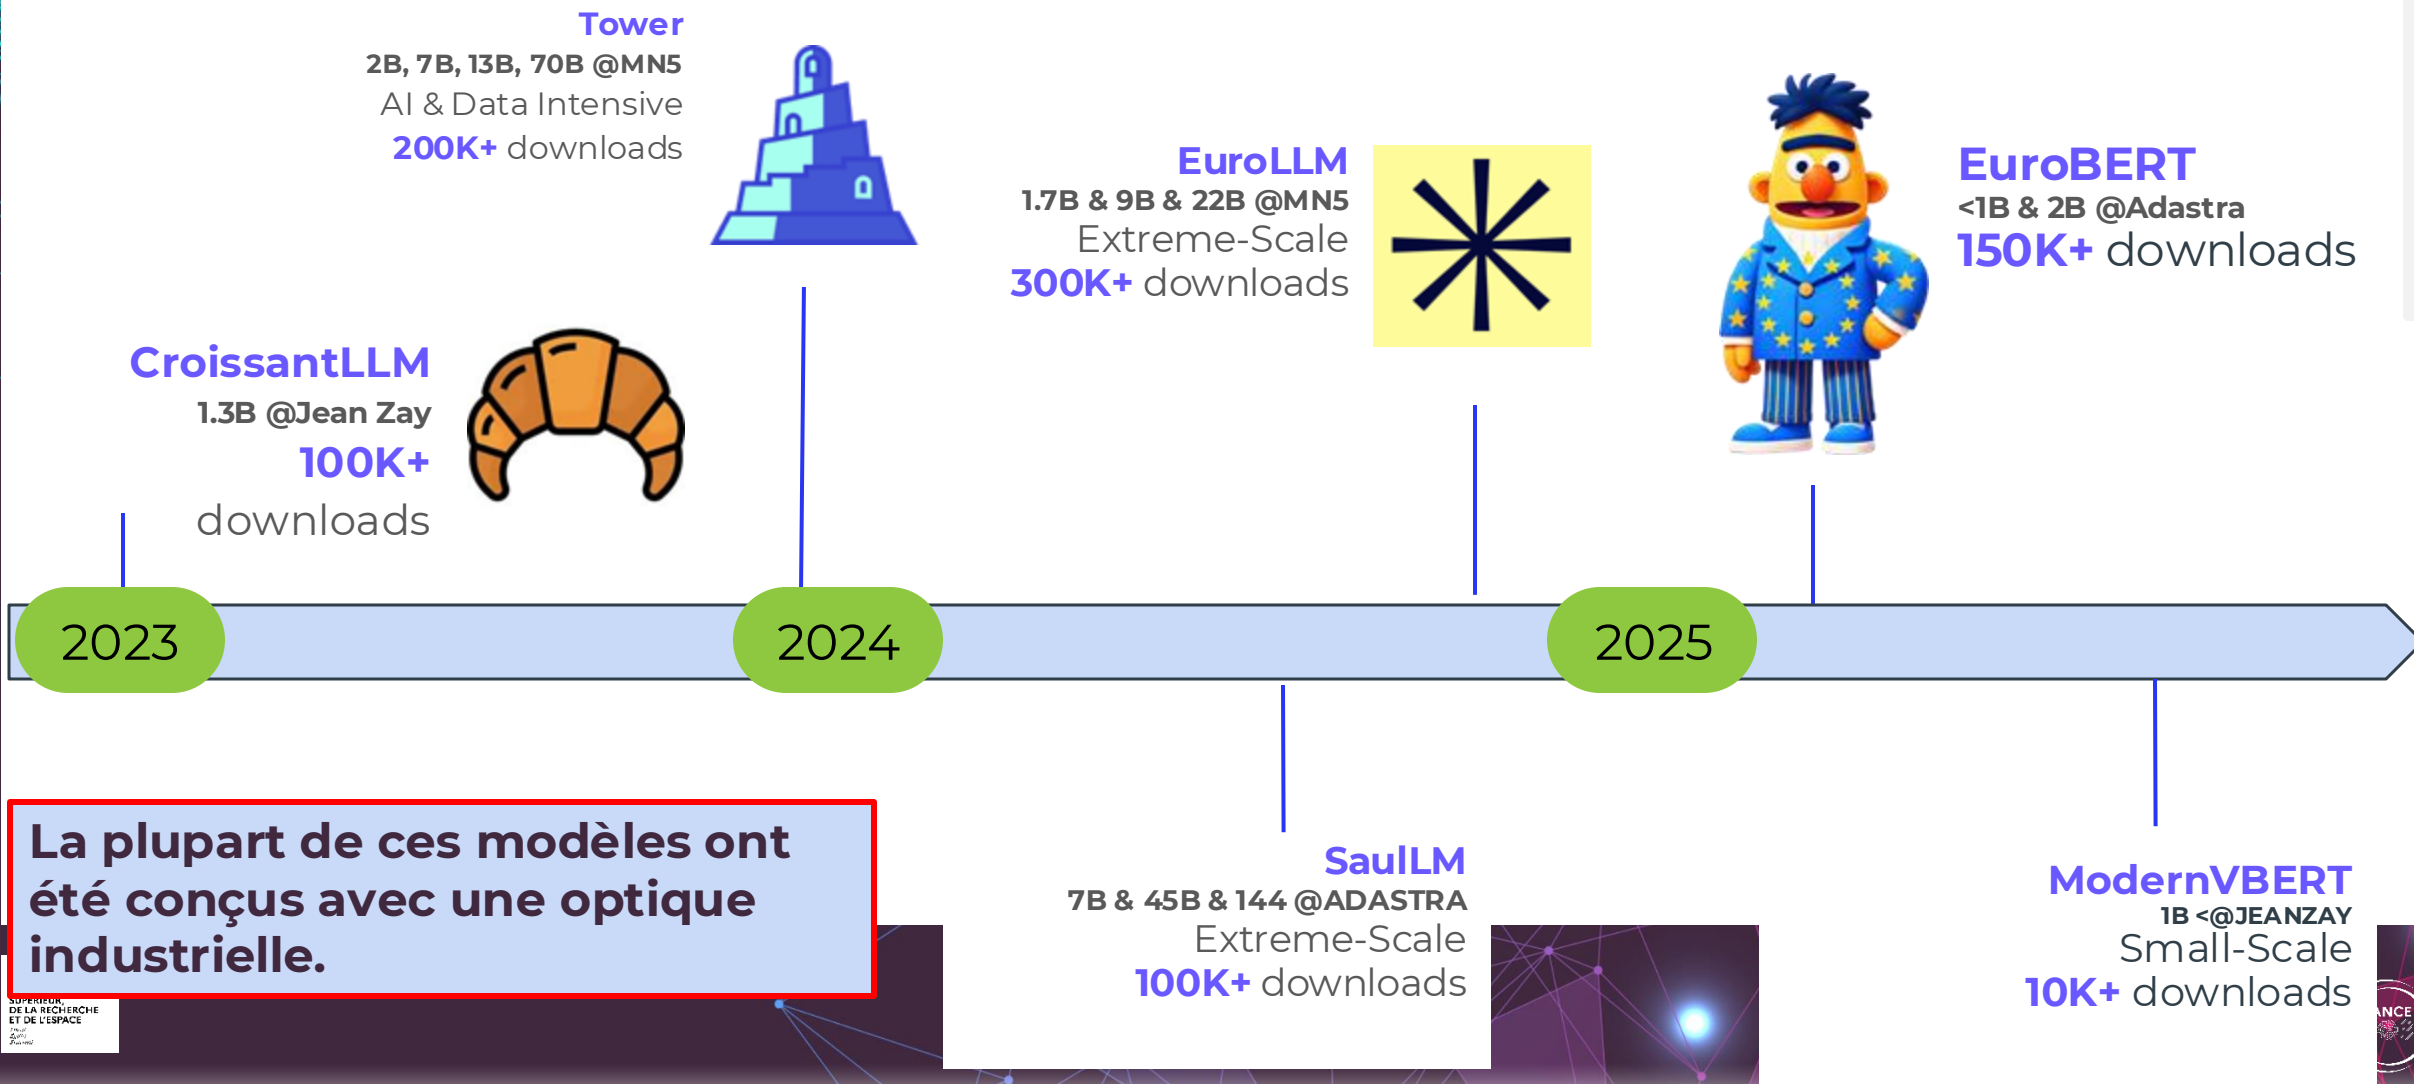 Tower
2B, 7B, 13B, 70B @MN5
AI & Data Intensive
200K+ downloads
EuroLLM
1.7B & 9B & 22B @MN5
Extreme-Scale
300K+ downloads
EuroBERT
<1B & 2B @Adastra
150K+ downloads
CroissantLLM
1.3B @Jean Zay
100K+
downloads
2023
2024
2025
La plupart de ces modèles ont
été conçus avec une optique
industrielle.
SaulLM
7B & 45B & 144 @ADASTRA
Extreme-Scale
100K+ downloads
ModernVBERT
1B <@JEANZAY
Small-Scale
10K+ downloads
SUPÉRIEUR,
DE LA RECHERCHE
ET DE L'ESPACE